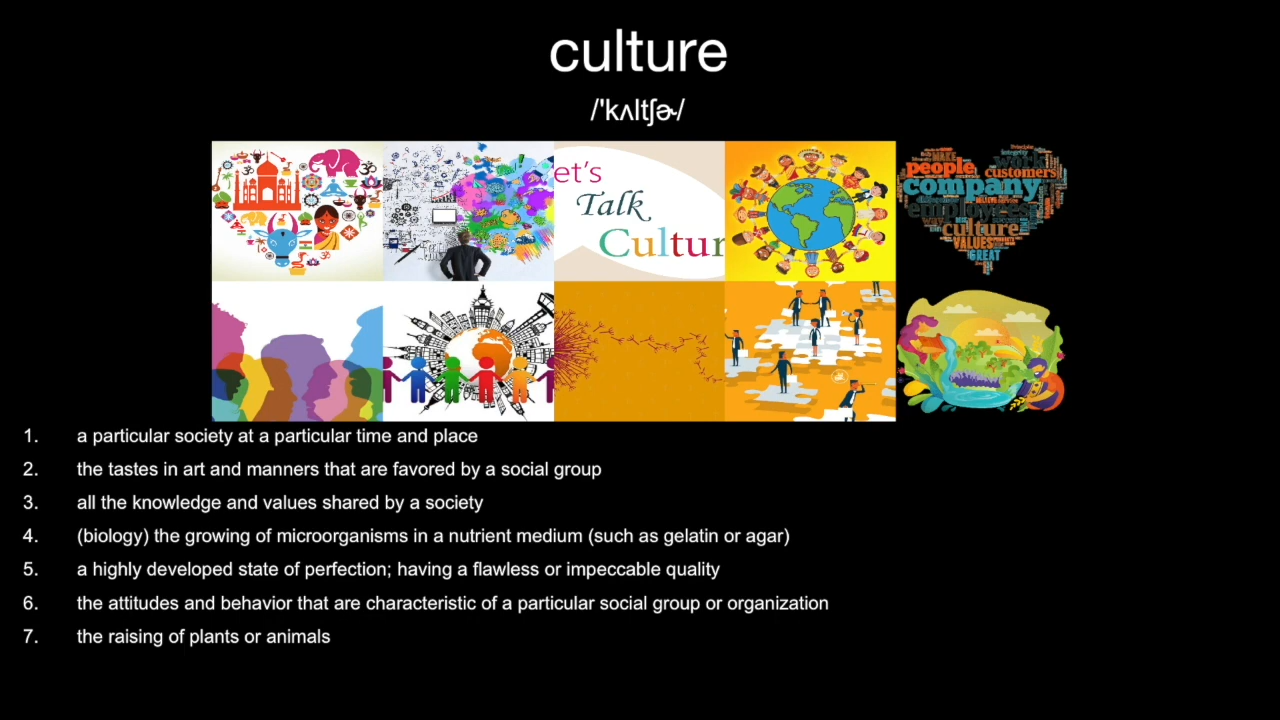 culture
/ˈkʌltʃɚ/
et's
Talk
Cultur
people
customers
company
employees
culture
VALUES
GREAT
1. a particular society at a particular time and place
2. the tastes in art and manners that are favored by a social group
3. all the knowledge and values shared by a society
4. (biology) the growing of microorganisms in a nutrient medium (such as gelatin or agar)
5. a highly developed state of perfection; having a flawless or impeccable quality
6. the attitudes and behavior that are characteristic of a particular social group or organization
7. the raising of plants or animals